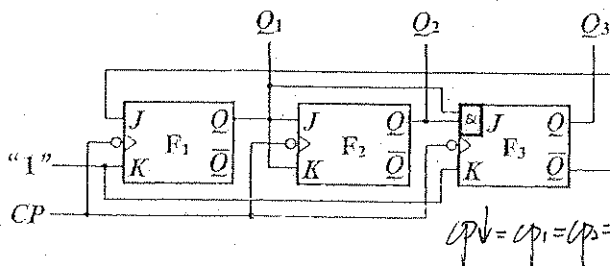 Q1 Q2 Q3
J Q J Q & J Q
F1 F2 F3
"1" K Q̅ K Q̅ K Q̅
CP
cp↓=cp1=cp2=